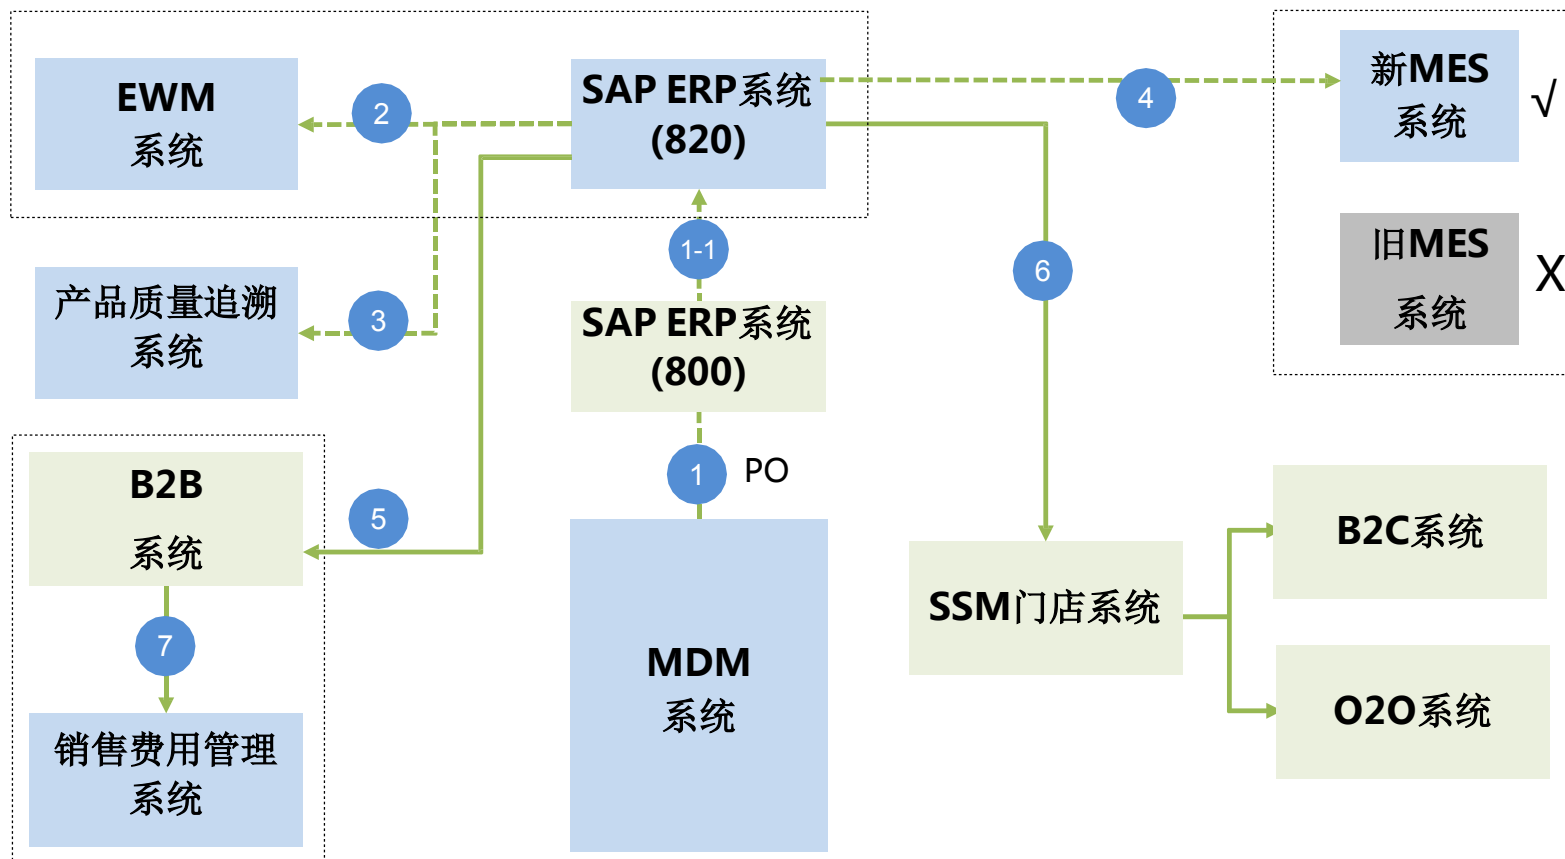 EWM
系统
2
SAP ERP系统
(820)
4
新MES
系统
√
1-1
6
旧MES
系统
X
产品质量追溯
系统
3
SAP ERP系统
(800)
1
PO
B2B
系统
5
B2C系统
SSM门店系统
7
MDM
系统
O2O系统
销售费用管理
系统